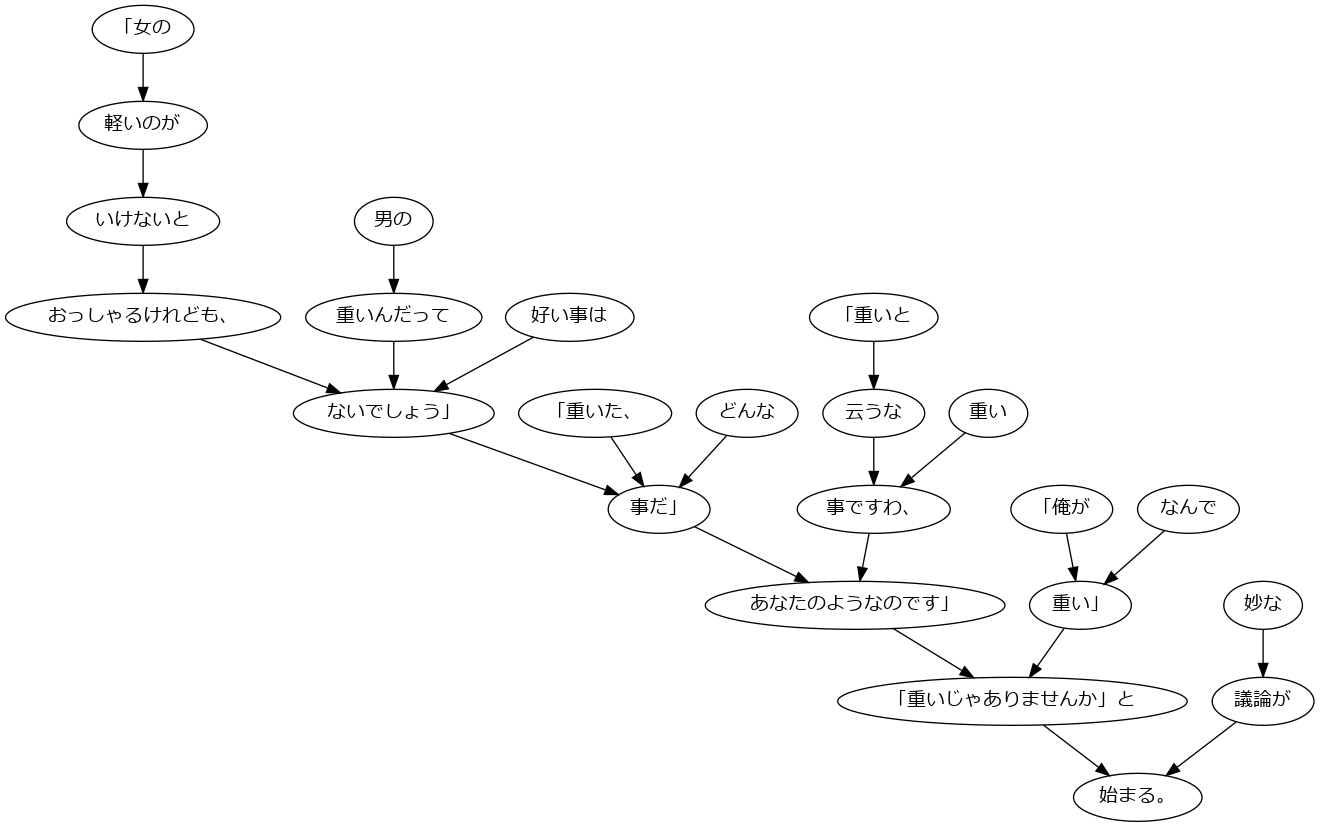 「女の
軽いのが
いけないと
男の
おっしゃるけれども、
重いんだって
好い事は
「重いと
ないでしょう」
「重いた、
どんな
云うな
重い
事だ」
事ですわ、
「俺が
なんで
あなたのようなのです」
重い」
妙な
「重いじゃありませんか」と
議論が
始まる。